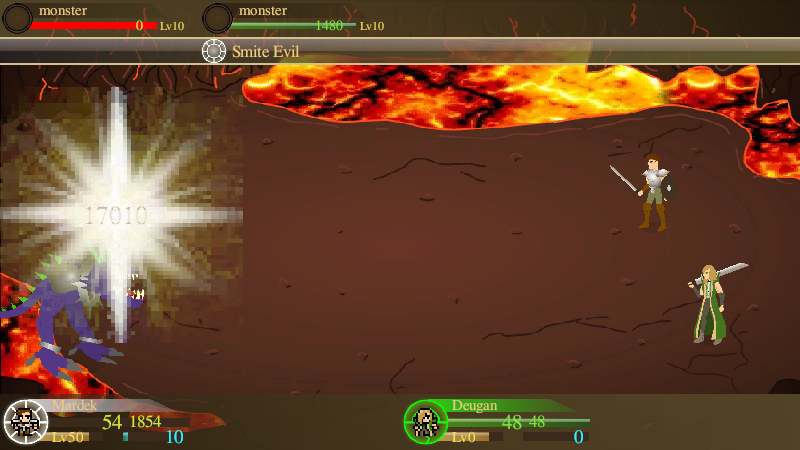 monster
0 Lv10
monster
1480 Lv10
Smite Evil
17010
Mardek
54 1854
Lv50 10
Deugan
48 48
Lv0 0